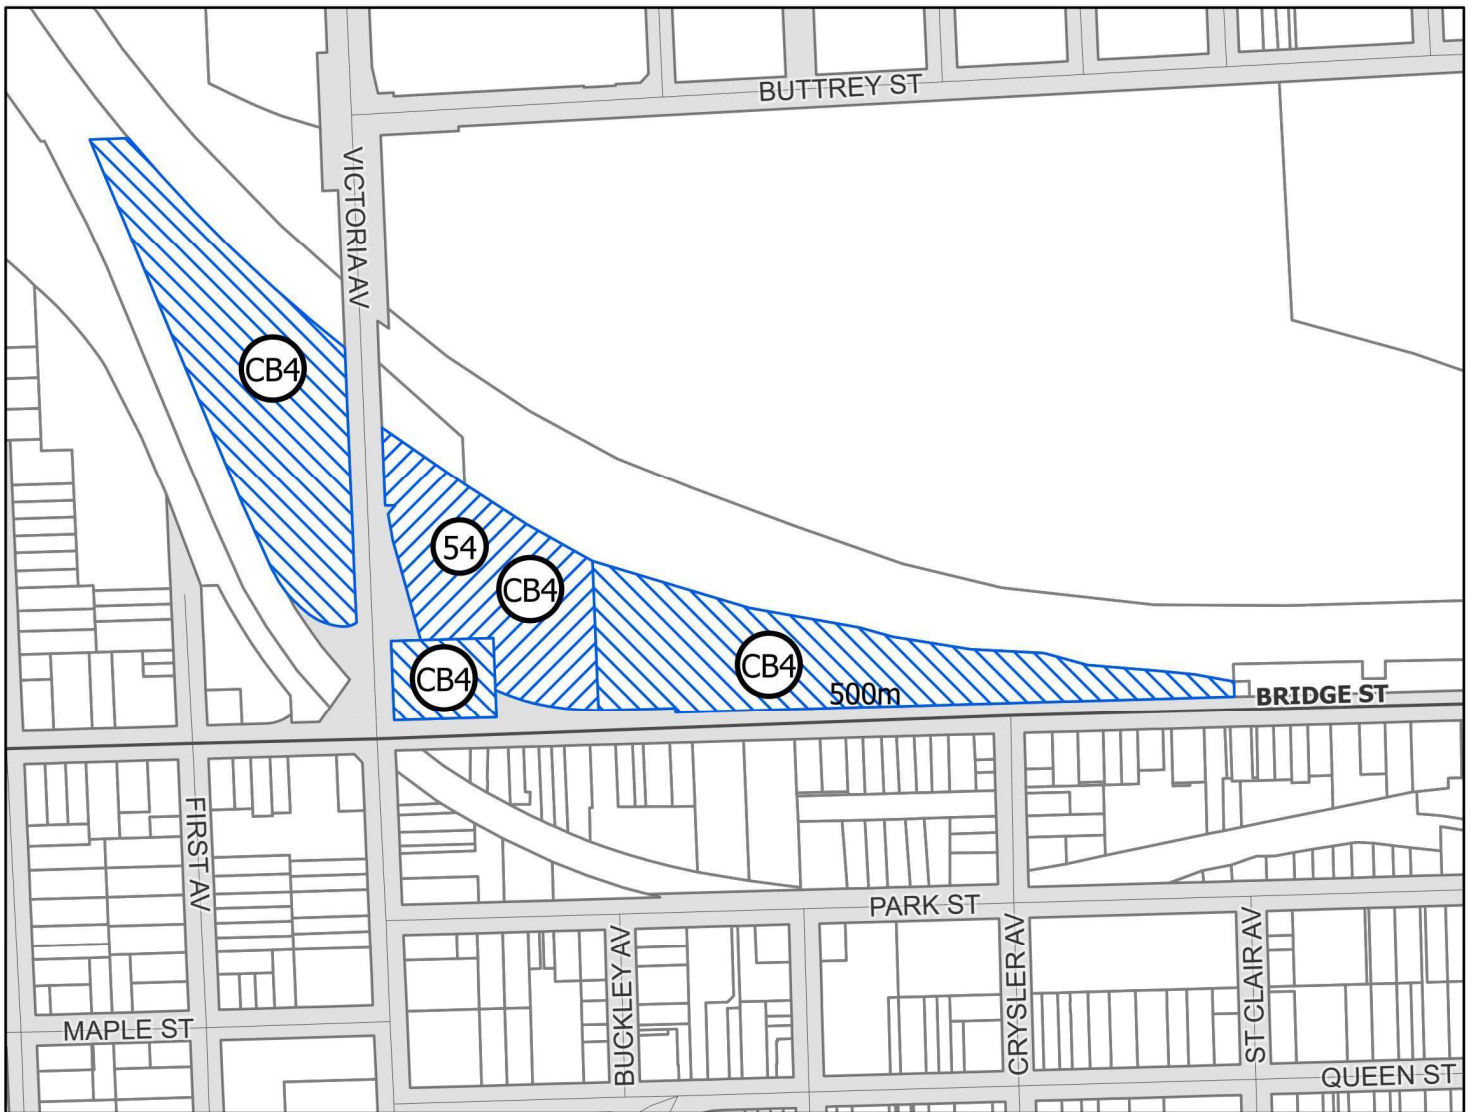 BUTTREY ST
VICTORIA AV
CB4
54
CB4
CB4
CB4
500m
BRIDGE ST
FIRST AV
PARK ST
BUCKLEY AV
CRYSLER AV
ST CLAIR AV
MAPLE ST
QUEEN ST